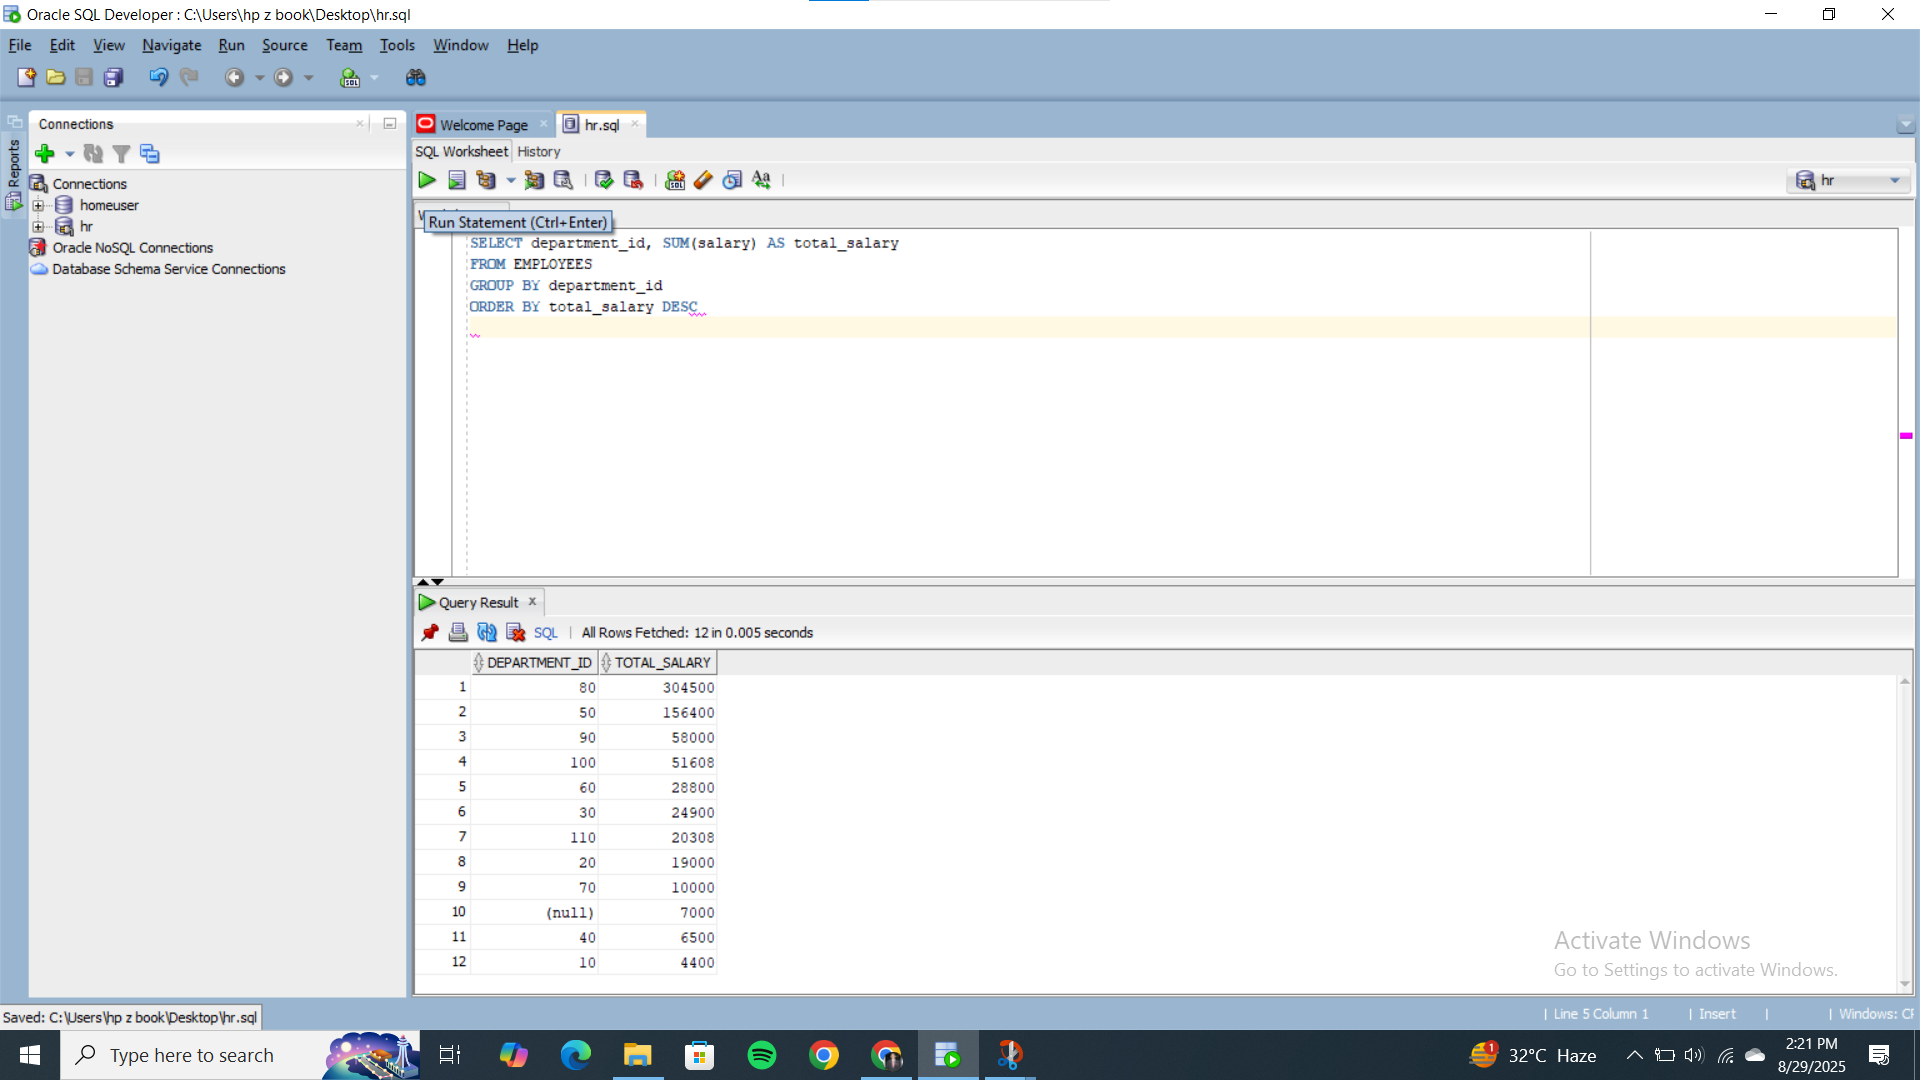 Oracle SQL Developer : C:\Users\hp z book\Desktop\hr.sql
File Edit View Navigate Run Source Team Tools Window Help
Connections
Reports
Connections
homeuser
hr
Oracle NoSQL Connections
Database Schema Service Connections
Welcome Page
hr.sql
SQL Worksheet History
hr
Run Statement (Ctrl+Enter)
SELECT department_id, SUM(salary) AS total_salary
FROM EMPLOYEES
GROUP BY department_id
ORDER BY total_salary DESC
Query Result
SQL | All Rows Fetched: 12 in 0.005 seconds
DEPARTMENT_ID TOTAL_SALARY
1 80 304500
2 50 156400
3 90 58000
4 100 51608
5 60 28800
6 30 24900
7 110 20308
8 20 19000
9 70 10000
10 (null) 7000
11 40 6500
12 10 4400
Activate Windows
Go to Settings to activate Windows.
Saved: C:\Users\hp z book\Desktop\hr.sql
Line 5 Column 1 | Insert | Windows:
Type here to search
1
32°C Haze
2:21 PM
8/29/2025